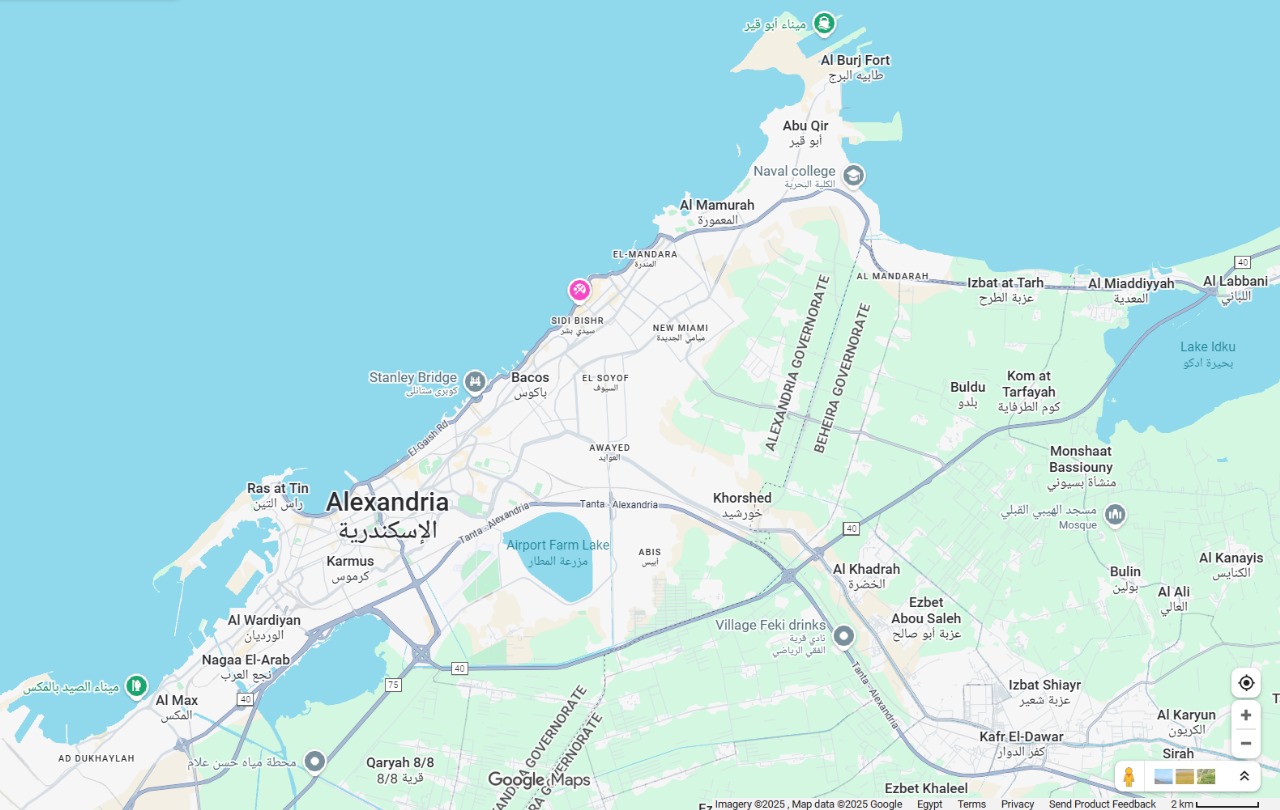 ميناء أبو قير
Al Burj Fort
طابيه البرج
Abu Qir
أبو قير
Naval college
الكلية البحرية
Al Mamurah
المعمورة
EL-MANDARA
المندرة
AL MANDARAH
40
Izbat at Tarh
عزبة الطرح
Al Miaddiyyah
المعدية
Al Labbani
اللباني
SIDI BISHR
سيدي بشر
NEW MIAMI
ميامي الجديدة
Lake Idku
بحيرة ادكو
ALEXANDRIA GOVERNORATE
BEHEIRA GOVERNORATE
Stanley Bridge
كوبرى ستانلى
Bacos
باكوس
EL SOYOF
السيوف
Buldu
بلدو
Kom at
Tarfayah
كوم الطرفاية
El-Gaish Rd
AWAYED
العوايد
Monshaat
Bassiouny
منشأة بسيوني
Ras at Tin
راس التين
Alexandria
الإسكندرية
Tanta - Alexandria
Tanta - Alexandria
Khorshed
خورشيد
مسجد الهيبي القبلي
Mosque
40
Airport Farm Lake
مزرعة المطار
ABIS
ابيس
Karmus
كرموس
Al Khadrah
الخضرة
Al Kanayis
الكنايس
Bulin
بولين
Al Ali
العالي
Al Wardiyan
الورديان
Ezbet
Abou Saleh
عزبة أبو صالح
Village Feki drinks
نادي قرية
الفقي الرياضي
Nagaa El-Arab
نجع العرب
40
75
40
ميناء الصيد بالمكس
Al Max
المكس
Tanta - Alexandria
Izbat Shiayr
عزبة شعير
Al Karyun
الكريون
Kafr El-Dawar
كفر الدوار
Sirah
AD DUKHAYLAH
محطة مياه حسن علام
Qaryah 8/8
قرية 8/8
ANDRIA GOVERNORATE
RA GOVERNORATE
Google Maps
Ezbet Khaleel
Ez
Imagery ©2025 , Map data ©2025 Google Egypt Terms Privacy Send Product Feedback 2 km